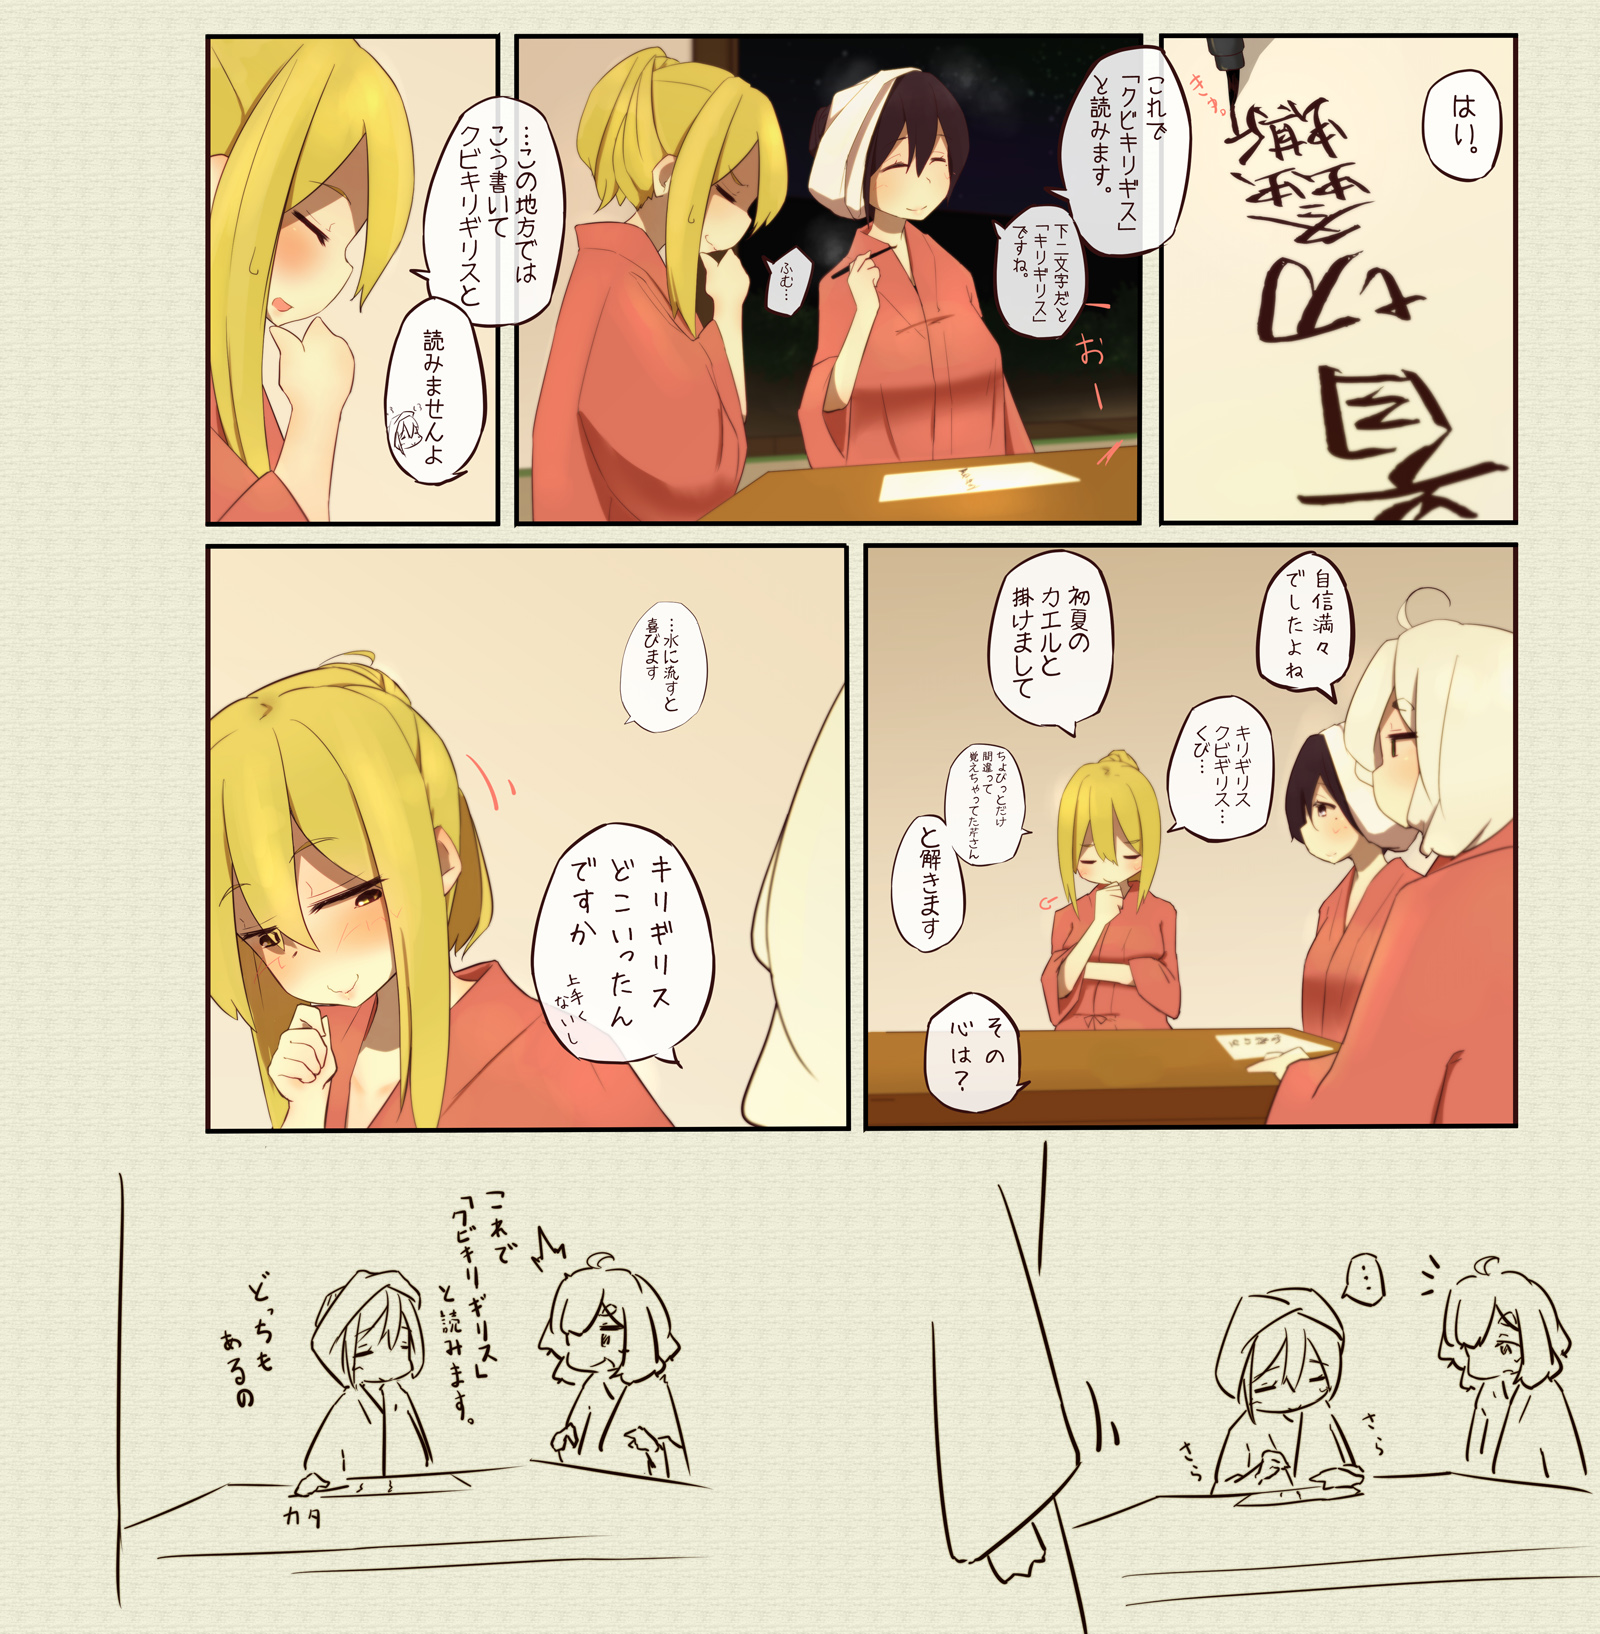 はい。
首切螽蟖
これで
「クビキリギス」
と読みます。
下二文字だと
「キリギリス」
ですね。
おー
ふむ…
…この地方では
こう書いて
クビキリギリスと
読みませんよ
自信満々
でしたよね
キリギリス
クビギリス…
くび…
初夏の
カエルと
掛けまして
ちょぴっとだけ
間違って
覚えちゃってた芹さん
と解きます
その
心は？
…水に流すと
喜びます
キリギリス
どこいったん
ですか
上手く
ないし
…
さら
さら
これで
「クビキリギリス」
と読みます。
どっちも
あるの
カタ